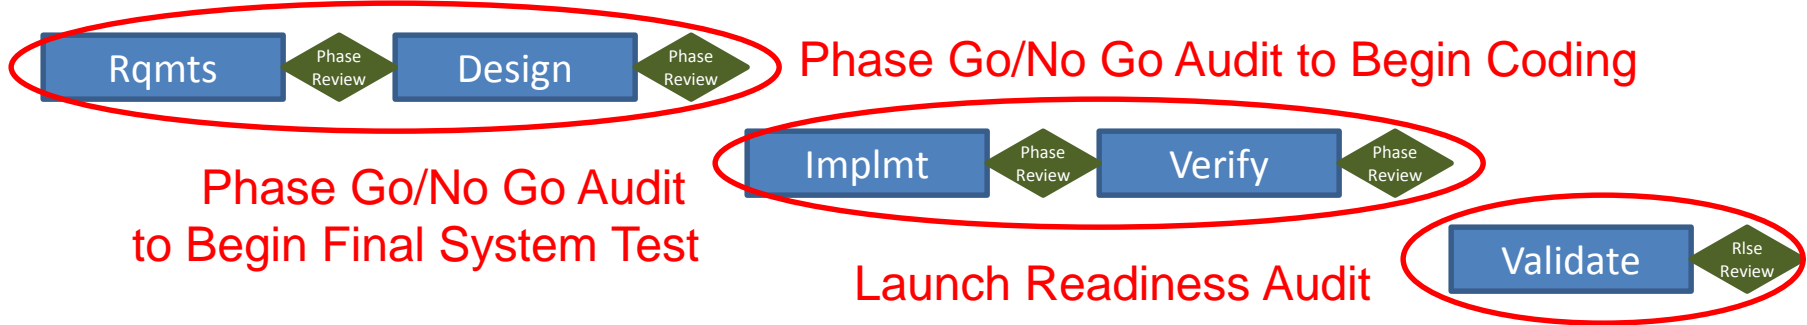 Rqmts
Phase
Review
Design
Phase
Review
Phase Go/No Go Audit to Begin Coding
Phase Go/No Go Audit
to Begin Final System Test
Implmt
Phase
Review
Verify
Phase
Review
Launch Readiness Audit
Validate
Rlse
Review